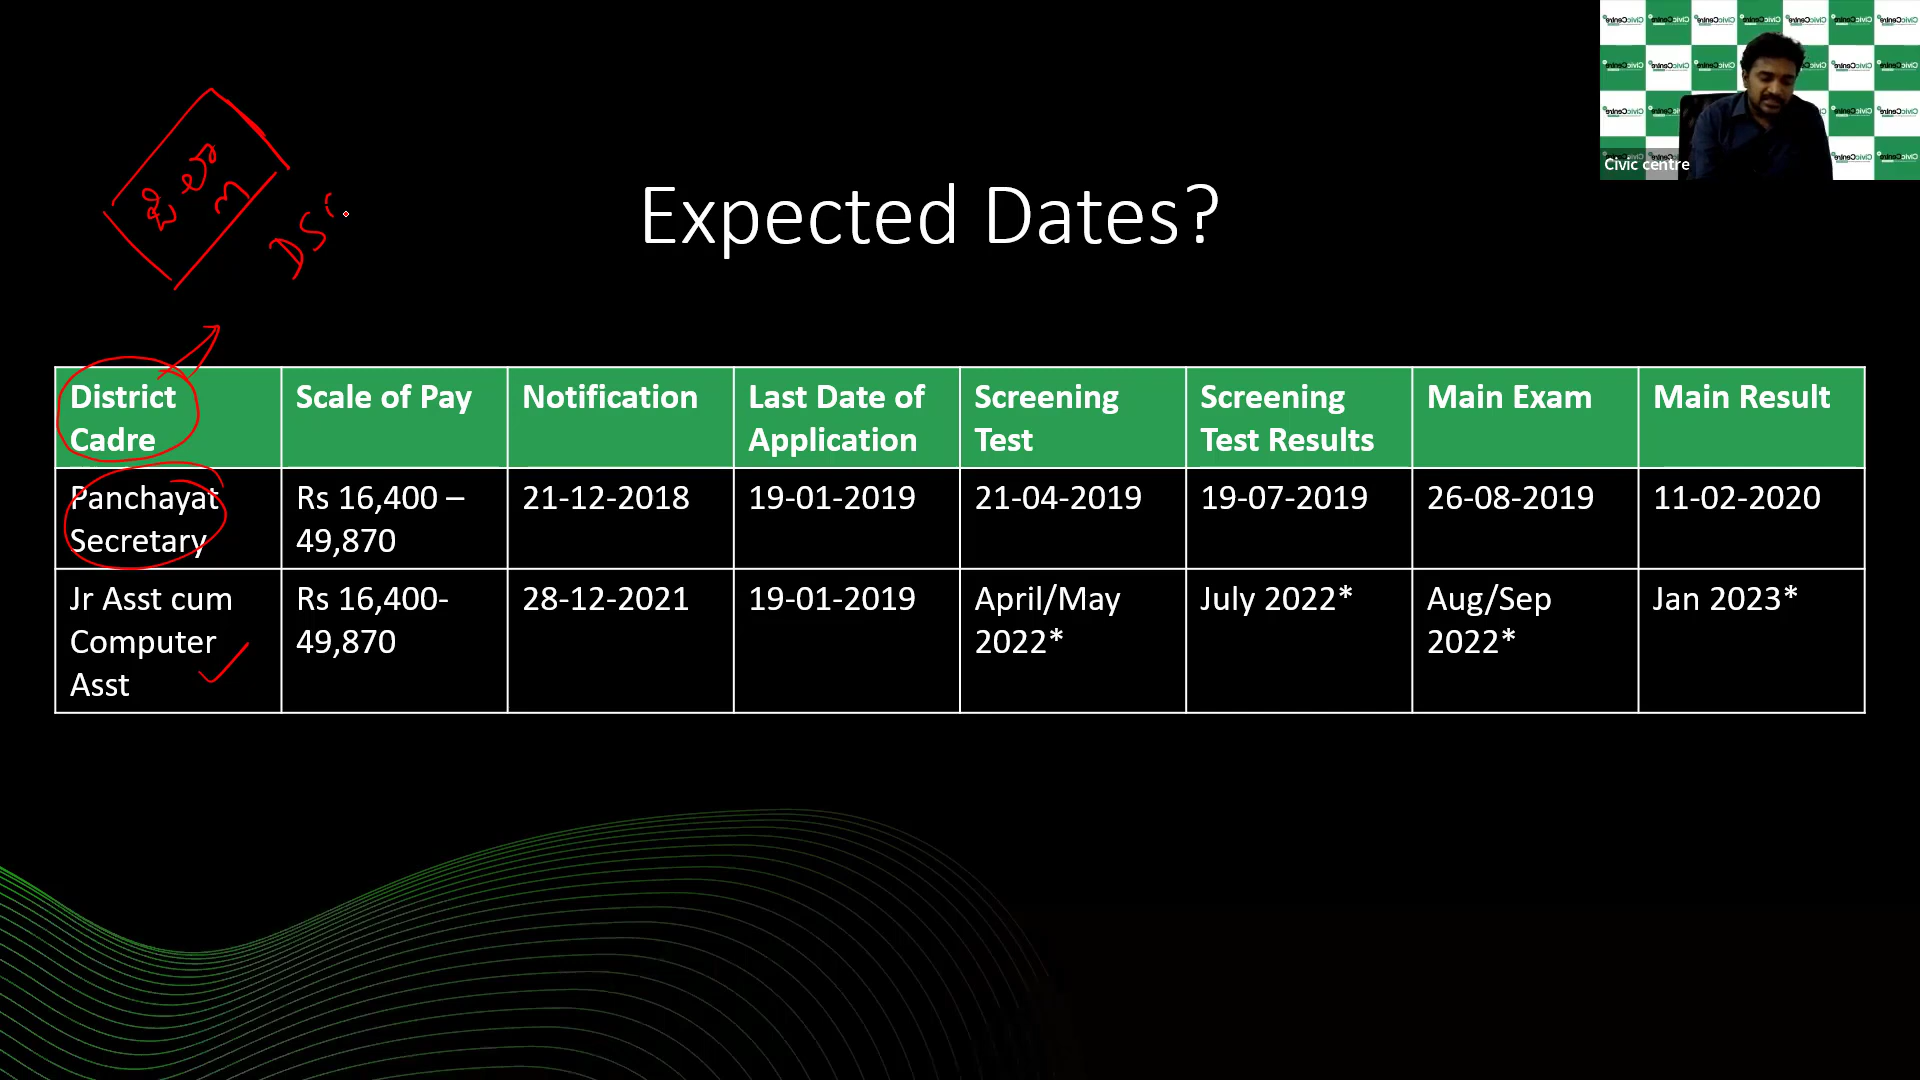 Civic centre
Expected Dates?
District Cadre
Scale of Pay
Notification
Last Date of Application
Screening Test
Screening Test Results
Main Exam
Main Result
Panchayat Secretary
Rs 16,400 – 49,870
21-12-2018
19-01-2019
21-04-2019
19-07-2019
26-08-2019
11-02-2020
Jr Asst cum Computer Asst
Rs 16,400-49,870
28-12-2021
19-01-2019
April/May 2022*
July 2022*
Aug/Sep 2022*
Jan 2023*